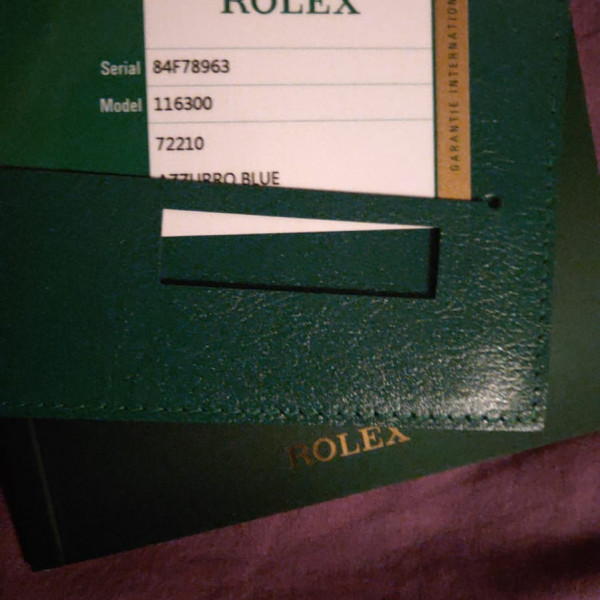 ROLEX
Serial 84F78963
Model 116300
72210
AZZURRO BLUE
GARANTIE INTERNATION
ROLEX